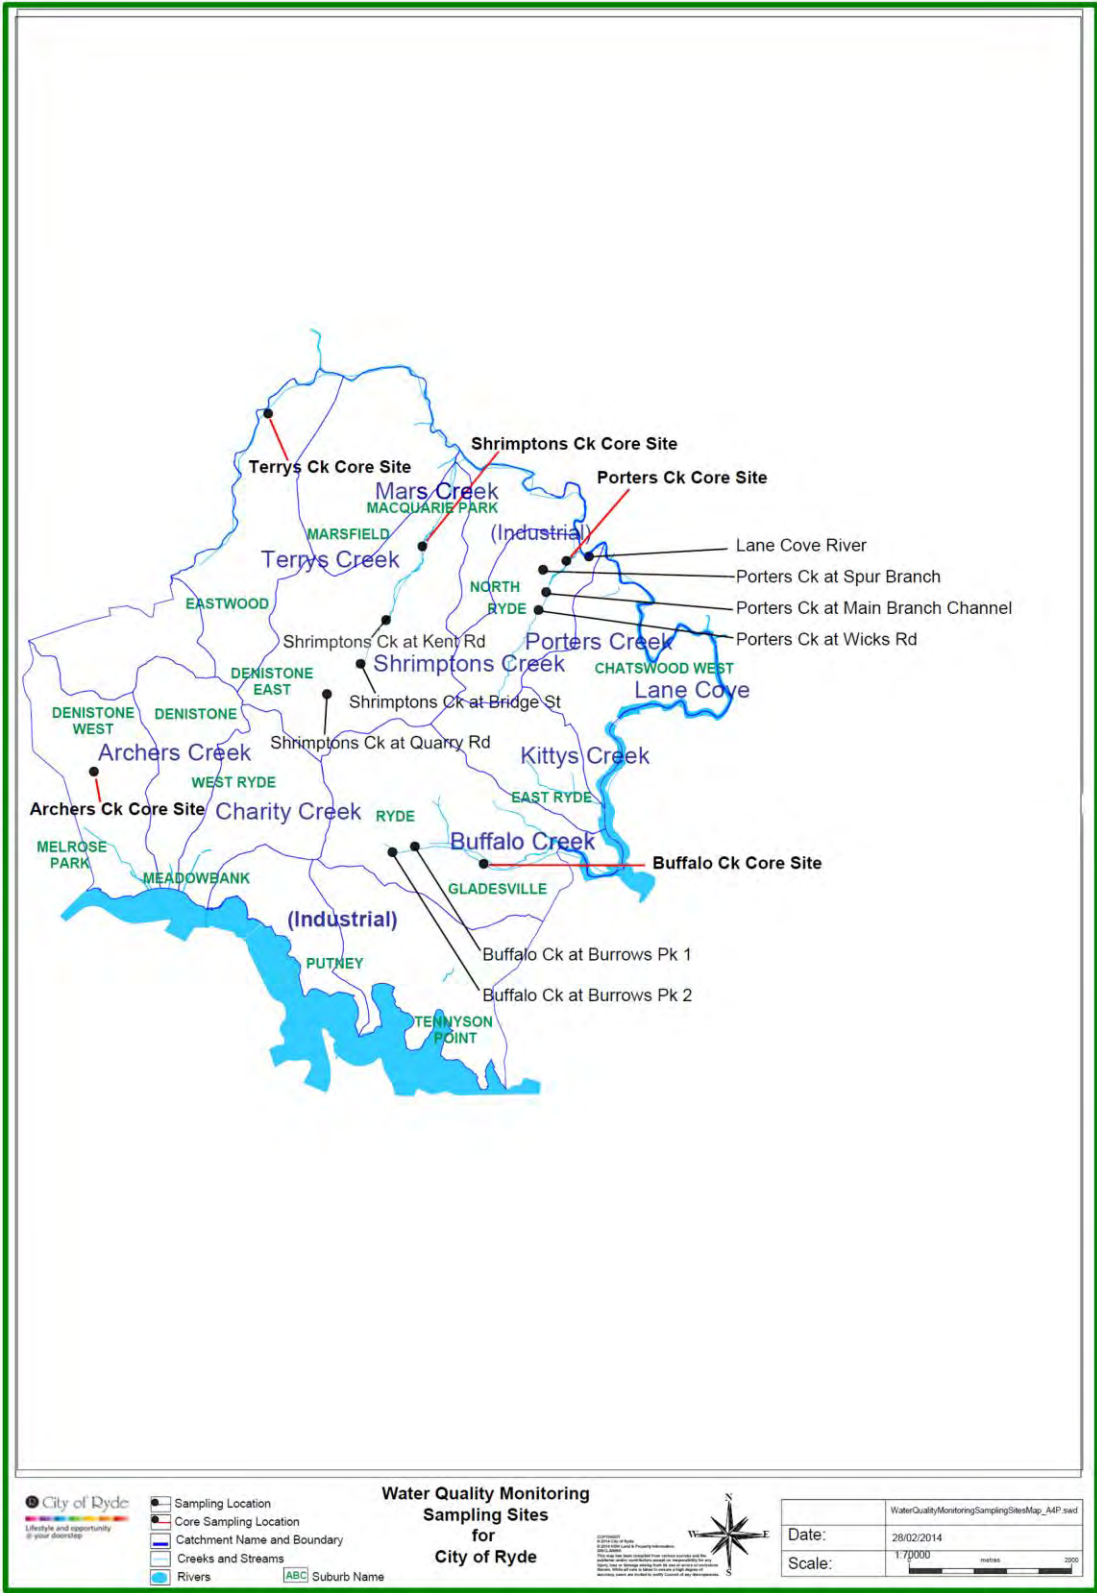 Shrimptons Ck Core Site
Terrys Ck Core Site
Porters Ck Core Site
Mars Creek
MACQUARIE PARK
MARSFIELD
(Industrial)
Lane Cove River
Terrys Creek
Porters Ck at Spur Branch
NORTH
RYDE
EASTWOOD
Porters Ck at Main Branch Channel
Shrimptons Ck at Kent Rd
Porters Creek
Porters Ck at Wicks Rd
Shrimptons Creek
CHATSWOOD WEST
DENISTONE
EAST
Lane Cove
Shrimptons Ck at Bridge St
DENISTONE
WEST
DENISTONE
Shrimptons Ck at Quarry Rd
Archers Creek
Kittys Creek
WEST RYDE
EAST RYDE
Archers Ck Core Site
Charity Creek
RYDE
Buffalo Creek
MELROSE
PARK
Buffalo Ck Core Site
MEADOWBANK
GLADESVILLE
(Industrial)
Buffalo Ck at Burrows Pk 1
PUTNEY
Buffalo Ck at Burrows Pk 2
TENNYSON
POINT
City of Ryde
Lifestyle and opportunity
@ your doorstep
Sampling Location
Core Sampling Location
Catchment Name and Boundary
Creeks and Streams
Rivers
ABC Suburb Name
Water Quality Monitoring
Sampling Sites
for
City of Ryde
N
W
E
S
WaterQualityMonitoringSamplingSitesMap_A4P.swd
Date: 28/02/2014
Scale: 1:70000
0 metres 2000